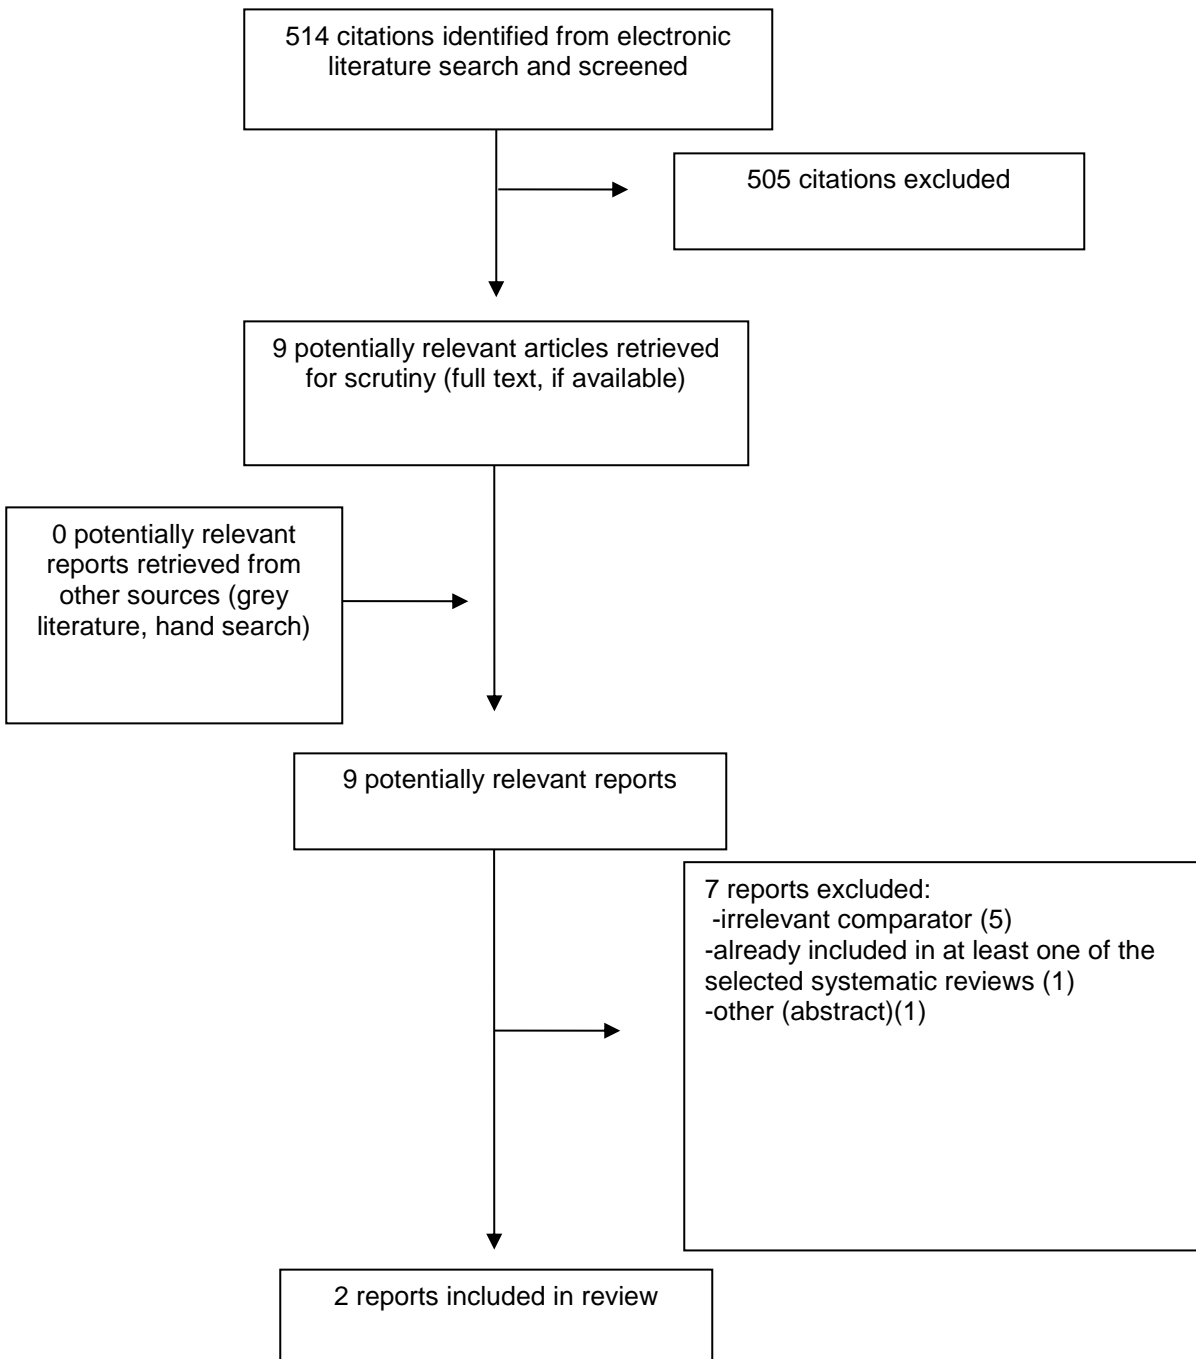 514 citations identified from electronic
literature search and screened
505 citations excluded
9 potentially relevant articles retrieved
for scrutiny (full text, if available)
0 potentially relevant
reports retrieved from
other sources (grey
literature, hand search)
9 potentially relevant reports
7 reports excluded:
-irrelevant comparator (5)
-already included in at least one of the
selected systematic reviews (1)
-other (abstract)(1)
2 reports included in review